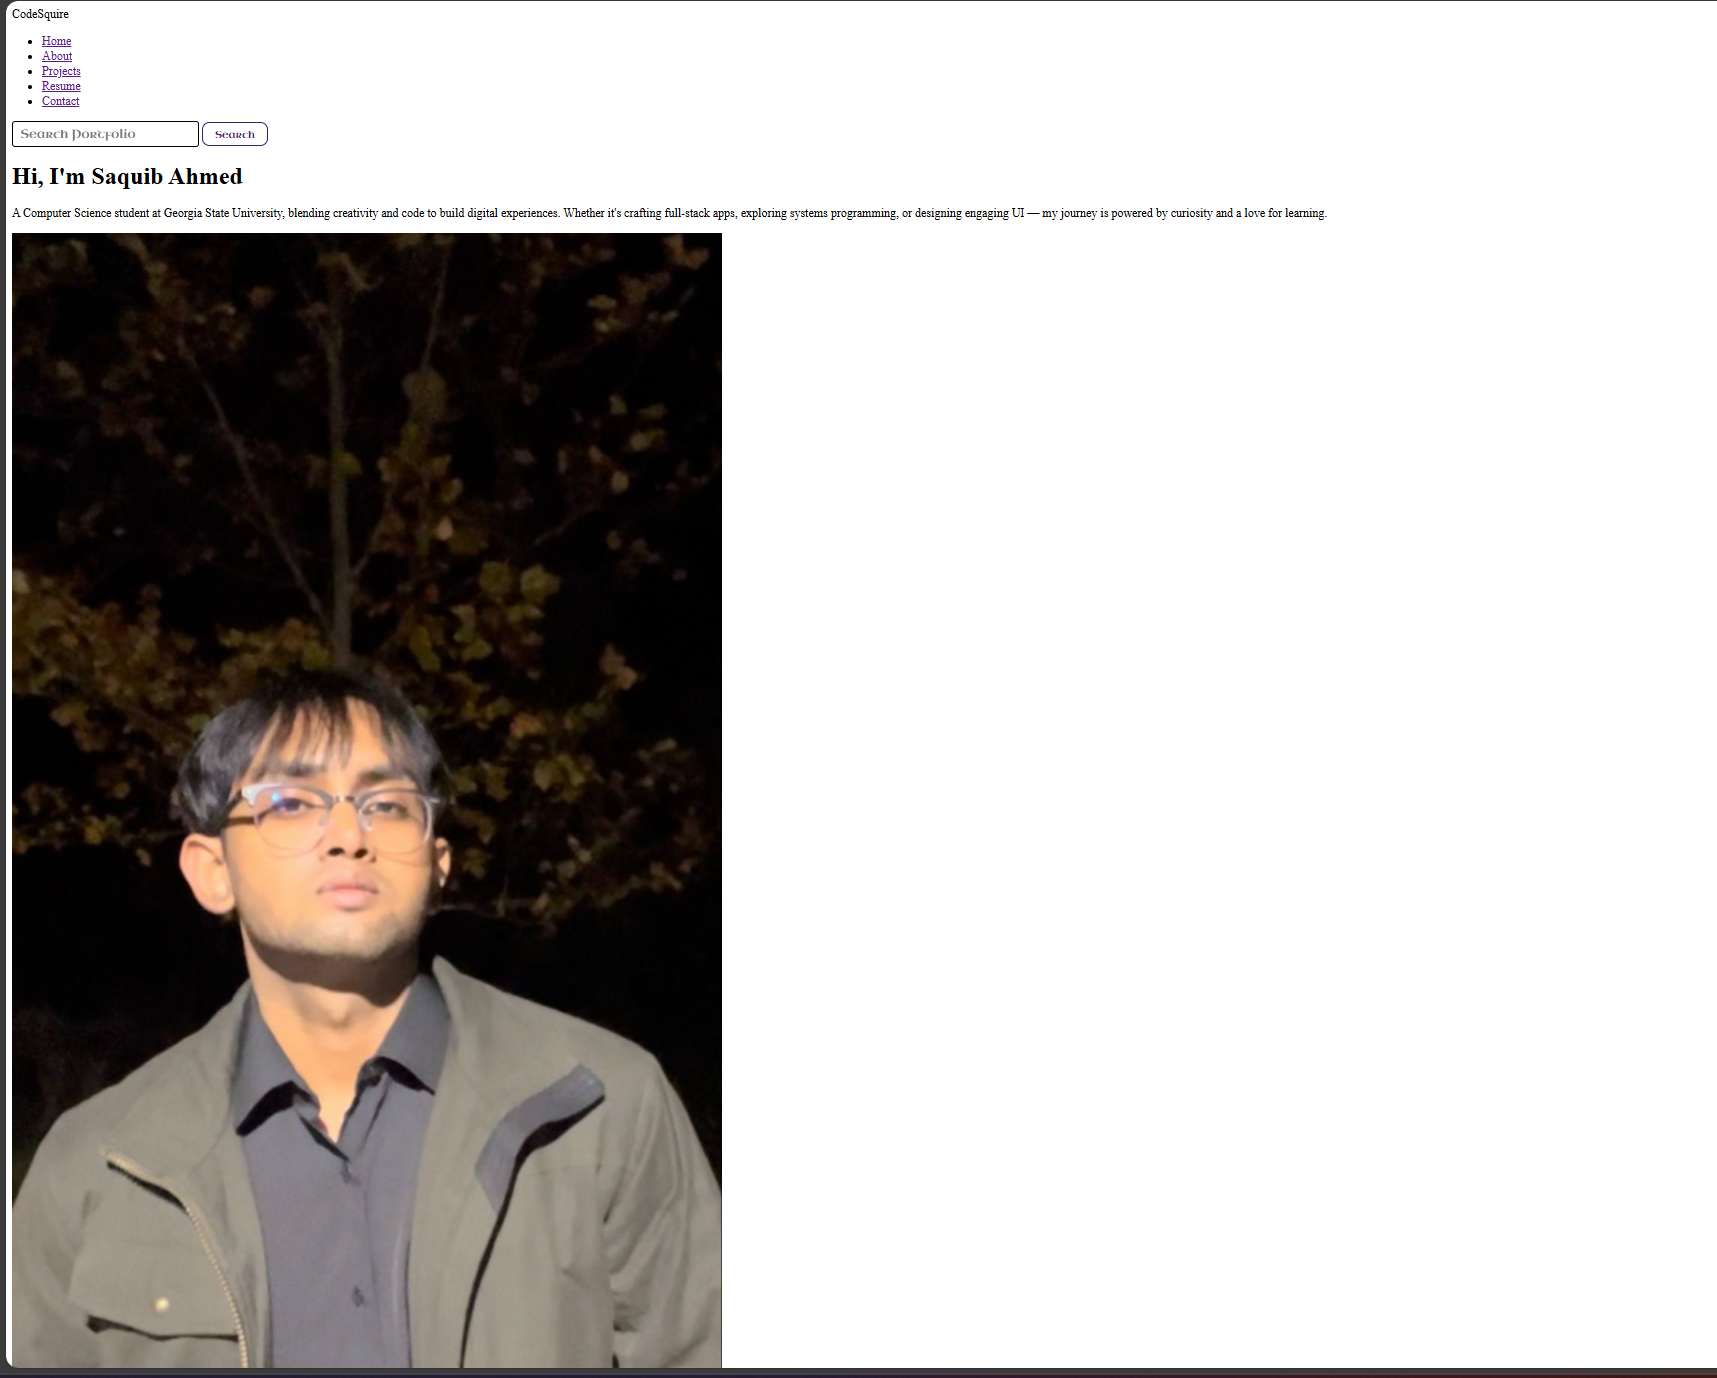 CodeSquire
Home
About
Projects
Resume
Contact
Search Portfolio Search
Hi, I'm Saquib Ahmed
A Computer Science student at Georgia State University, blending creativity and code to build digital experiences. Whether it's crafting full-stack apps, exploring systems programming, or designing engaging UI — my journey is powered by curiosity and a love for learning.